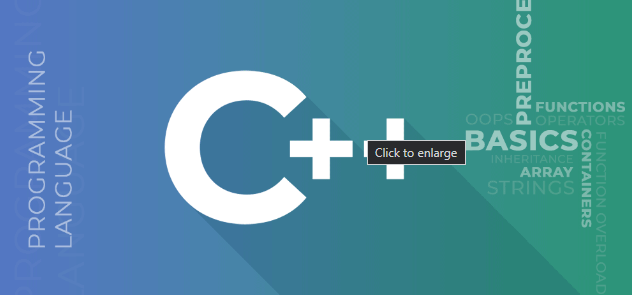 PROGRAMMING
LANGUAGE
C++
Click to enlarge
PREPROCE
FUNCTIONS
OOPS
OPERATORS
BASICS
INHERITANCE
ARRAY
STRINGS
CONTAINERS
FUNCTION OVERLOAD